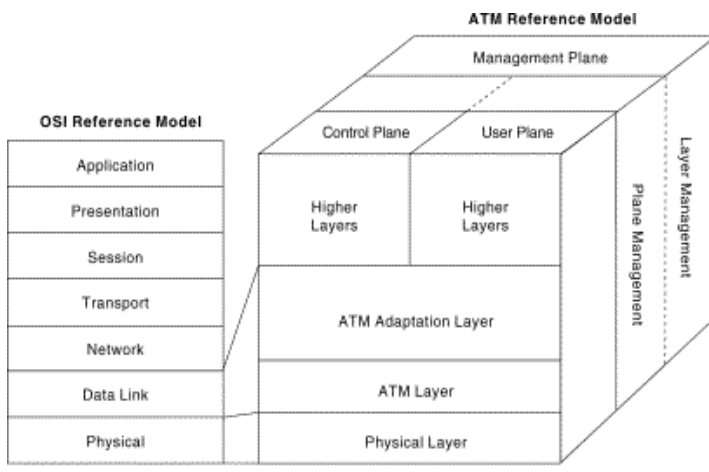 ATM Reference Model
Management Plane
OSI Reference Model
Control Plane
User Plane
Application
Presentation
Session
Transport
Network
Data Link
Physical
Higher
Layers
Higher
Layers
ATM Adaptation Layer
ATM Layer
Physical Layer
Plane Management
Layer Management